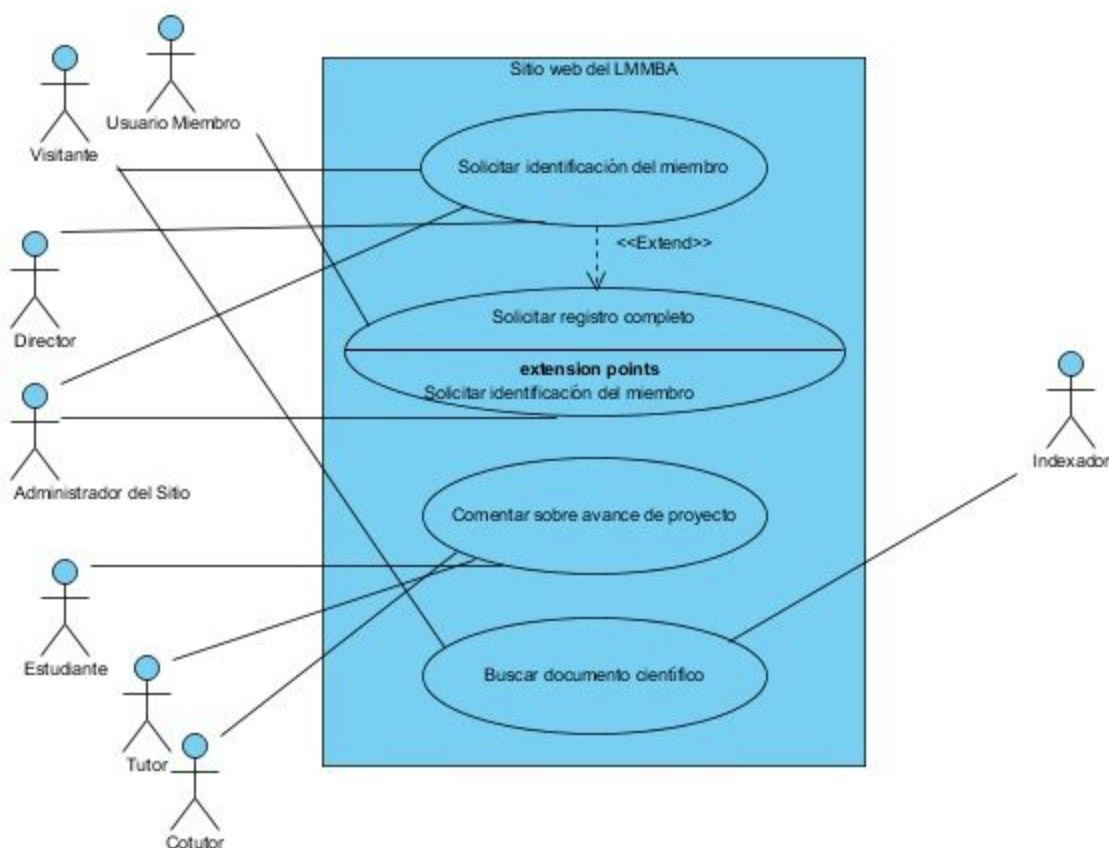 Sitio web del LMMBA
Usuario Miembro
Visitante
Solicitar identificación del miembro
<<Extend>>
Director
Solicitar registro completo
extension points
Solicitar identificación del miembro
Administrador del Sitio
Indexador
Comentar sobre avance de proyecto
Estudiante
Buscar documento científico
Tutor
Cotutor